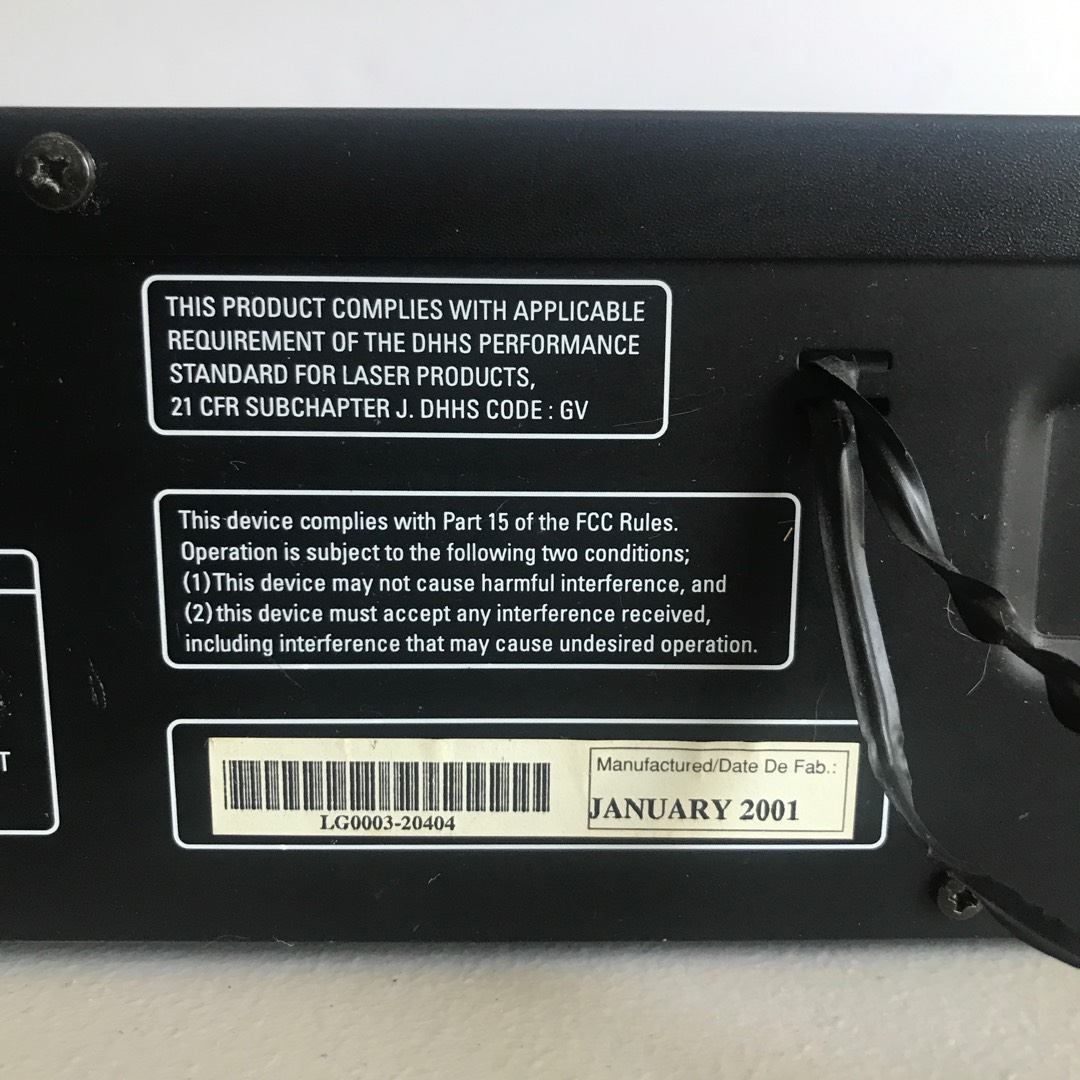 THIS PRODUCT COMPLIES WITH APPLICABLE
REQUIREMENT OF THE DHHS PERFORMANCE
STANDARD FOR LASER PRODUCTS,
21 CFR SUBCHAPTER J. DHHS CODE : GV
This device complies with Part 15 of the FCC Rules.
Operation is subject to the following two conditions;
(1)This device may not cause harmful interference, and
(2)this device must accept any interference received,
including interference that may cause undesired operation.
T
LG0003-20404
Manufactured/Date De Fab.:
JANUARY 2001